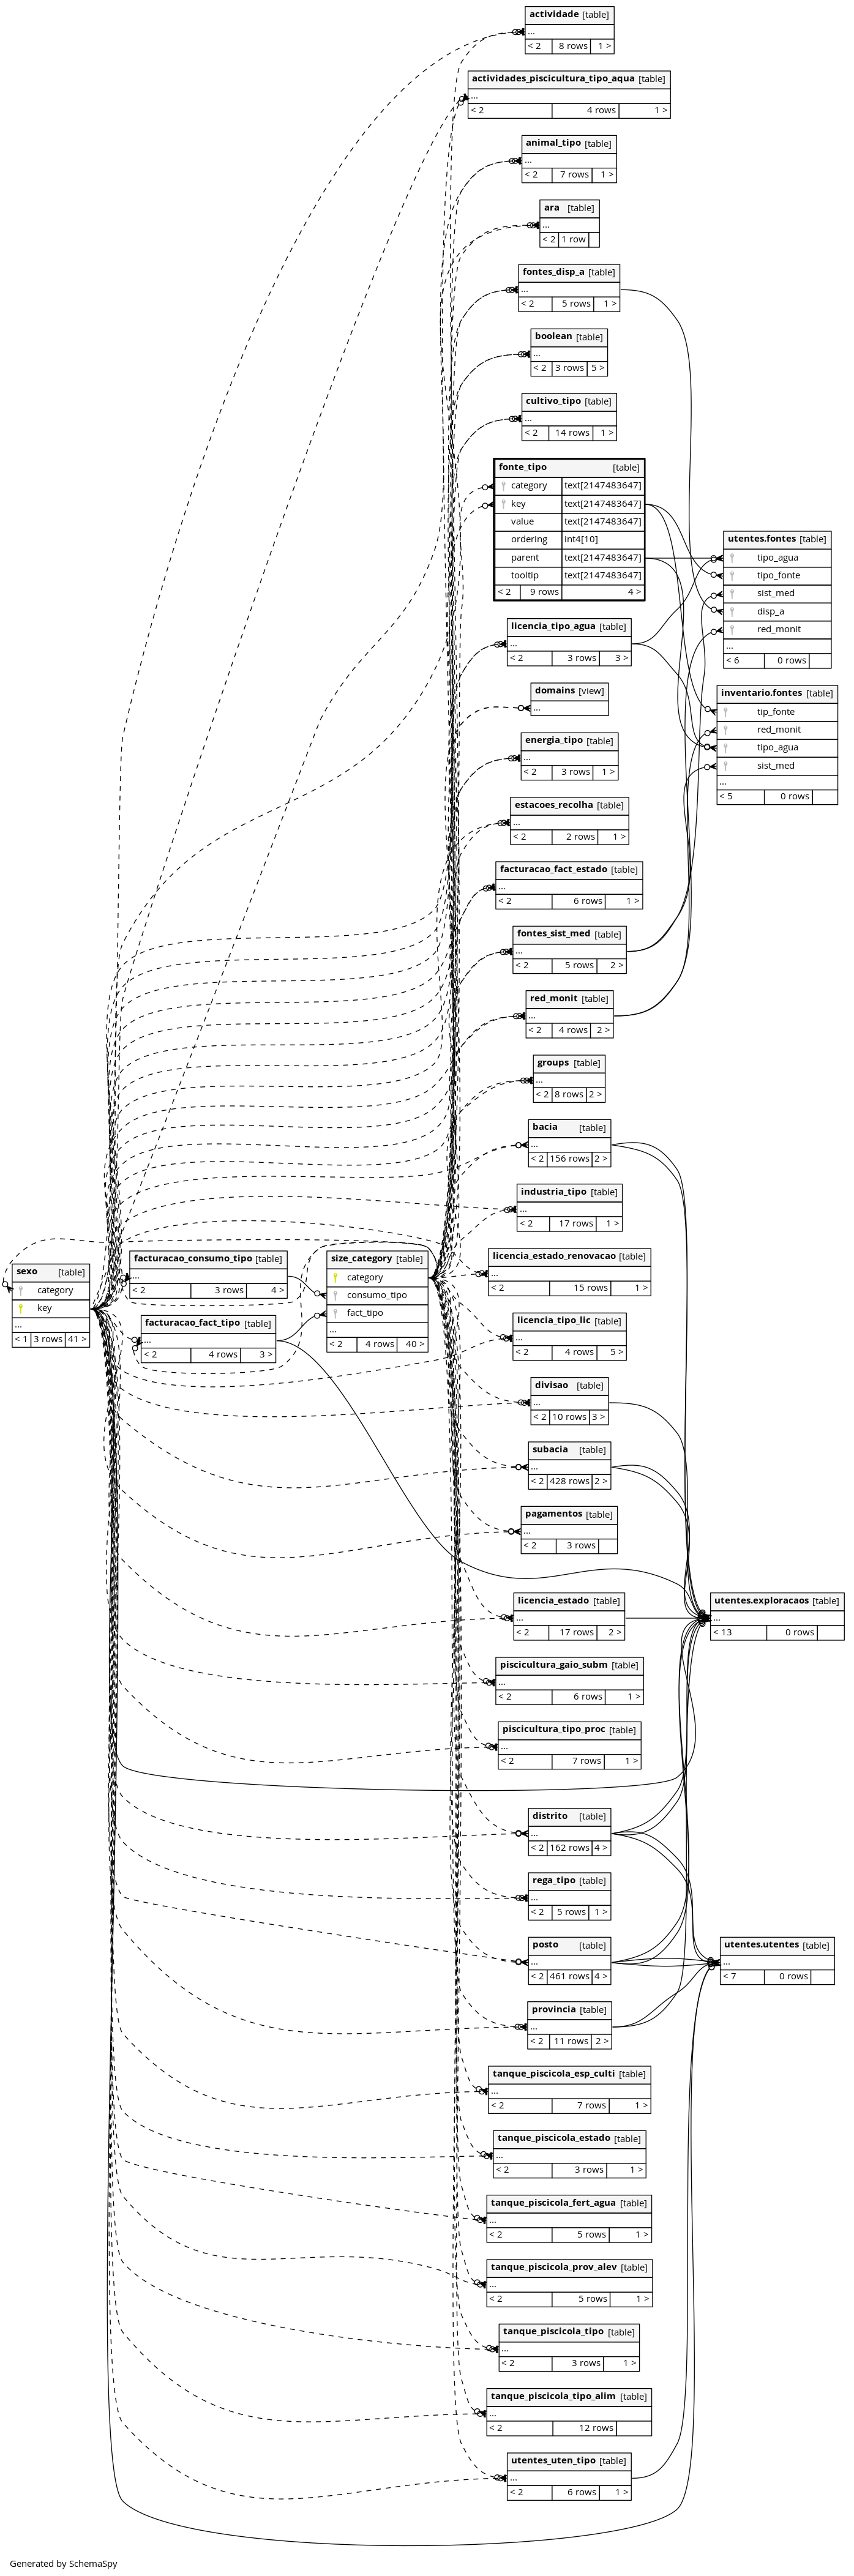 actividade [table]
...
< 2 8 rows 1 >
actividades_piscicultura_tipo_aqua [table]
...
< 2 4 rows 1 >
animal_tipo [table]
...
< 2 7 rows 1 >
ara [table]
...
< 2 1 row
fontes_disp_a [table]
...
< 2 5 rows 1 >
boolean [table]
...
< 2 3 rows 5 >
cultivo_tipo [table]
...
< 2 14 rows 1 >
fonte_tipo [table]
category text[2147483647]
key text[2147483647]
value text[2147483647]
ordering int4[10]
parent text[2147483647]
tooltip text[2147483647]
< 2 9 rows 4 >
utentes.fontes [table]
tipo_agua
tipo_fonte
sist_med
disp_a
red_monit
...
< 6 0 rows
licencia_tipo_agua [table]
...
< 2 3 rows 3 >
domains [view]
...
inventario.fontes [table]
tip_fonte
red_monit
tipo_agua
sist_med
...
< 5 0 rows
energia_tipo [table]
...
< 2 3 rows 1 >
estacoes_recolha [table]
...
< 2 2 rows 1 >
facturacao_fact_estado [table]
...
< 2 6 rows 1 >
fontes_sist_med [table]
...
< 2 5 rows 2 >
red_monit [table]
...
< 2 4 rows 2 >
groups [table]
...
< 2 8 rows 2 >
bacia [table]
...
< 2 156 rows 2 >
industria_tipo [table]
...
< 2 17 rows 1 >
sexo [table]
category
key
...
< 1 3 rows 41 >
facturacao_consumo_tipo [table]
...
< 2 3 rows 4 >
facturacao_fact_tipo [table]
...
< 2 4 rows 3 >
size_category [table]
category
consumo_tipo
fact_tipo
...
< 2 4 rows 40 >
licencia_estado_renovacao [table]
...
< 2 15 rows 1 >
licencia_tipo_lic [table]
...
< 2 4 rows 5 >
divisao [table]
...
< 2 10 rows 3 >
subacia [table]
...
< 2 428 rows 2 >
pagamentos [table]
...
< 2 3 rows
licencia_estado [table]
...
< 2 17 rows 2 >
utentes.exploracaos [table]
...
< 13 0 rows
piscicultura_gaio_subm [table]
...
< 2 6 rows 1 >
piscicultura_tipo_proc [table]
...
< 2 7 rows 1 >
distrito [table]
...
< 2 162 rows 4 >
rega_tipo [table]
...
< 2 5 rows 1 >
posto [table]
...
< 2 461 rows 4 >
utentes.utentes [table]
...
< 7 0 rows
provincia [table]
...
< 2 11 rows 2 >
tanque_piscicola_esp_culti [table]
...
< 2 7 rows 1 >
tanque_piscicola_estado [table]
...
< 2 3 rows 1 >
tanque_piscicola_fert_agua [table]
...
< 2 5 rows 1 >
tanque_piscicola_prov_alev [table]
...
< 2 5 rows 1 >
tanque_piscicola_tipo [table]
...
< 2 3 rows 1 >
tanque_piscicola_tipo_alim [table]
...
< 2 12 rows
utentes_uten_tipo [table]
...
< 2 6 rows 1 >
Generated by SchemaSpy